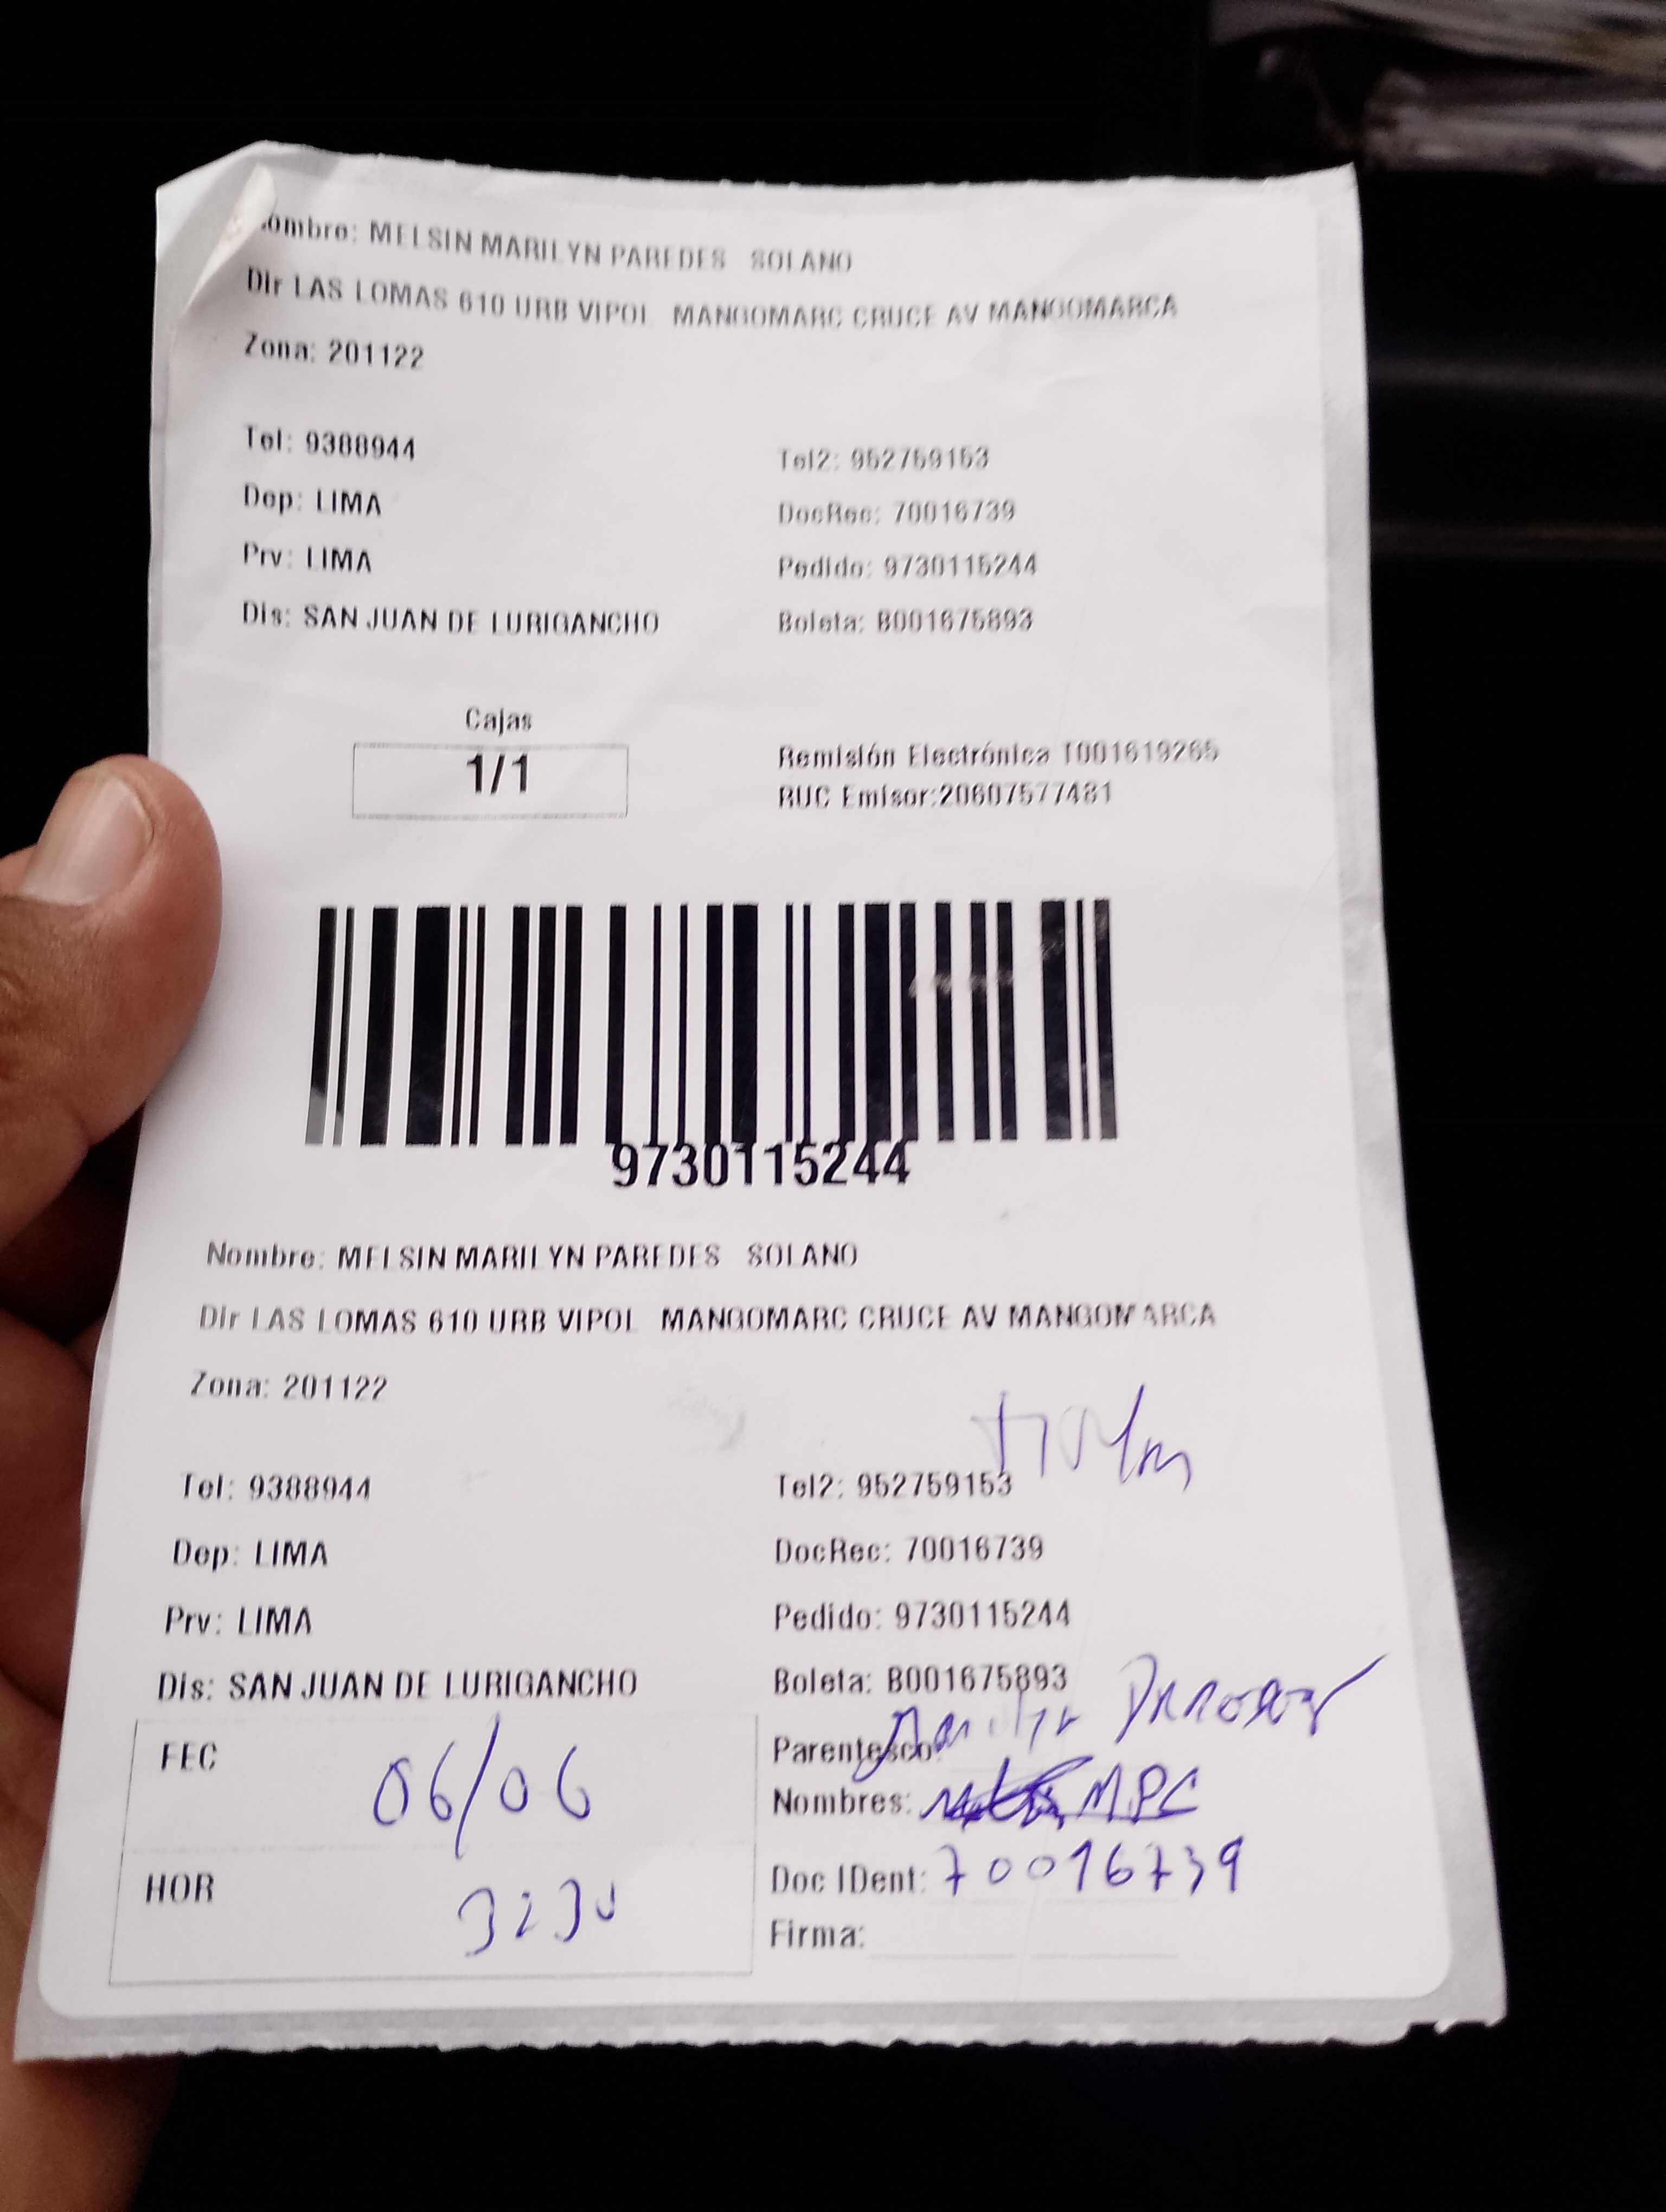 ombre: MELSIN MARILYN PAREDES SOLANO
Dir LAS LOMAS 610 URB VIPOL MANGOMARC CRUCE AV MANGOMARCA
Zona: 201122
Tel: 9388944
Tel2: 952759153
Dep: LIMA
DocRec: 70016739
Prv: LIMA
Pedido: 9730115244
Dis: SAN JUAN DE LURIGANCHO
Boleta: B001675893
Cajas
1/1
Remisión Electrónica T001619265
RUC Emisor:20607577481
9730115244
Nombre: MELSIN MARILYN PAREDES SOLANO
Dir LAS LOMAS 610 URB VIPOL MANGOMARC CRUCE AV MANGOMARCA
Zona: 201122
Tel: 9388944
Tel2: 952759153
Dep: LIMA
DocRec: 70016739
Prv: LIMA
Pedido: 9730115244
Dis: SAN JUAN DE LURIGANCHO
Boleta: B001675893
FEC 06/06
Parentesco:
Nombres: MPC
HOR 3:30
Doc IDent: 70016739
Firma: